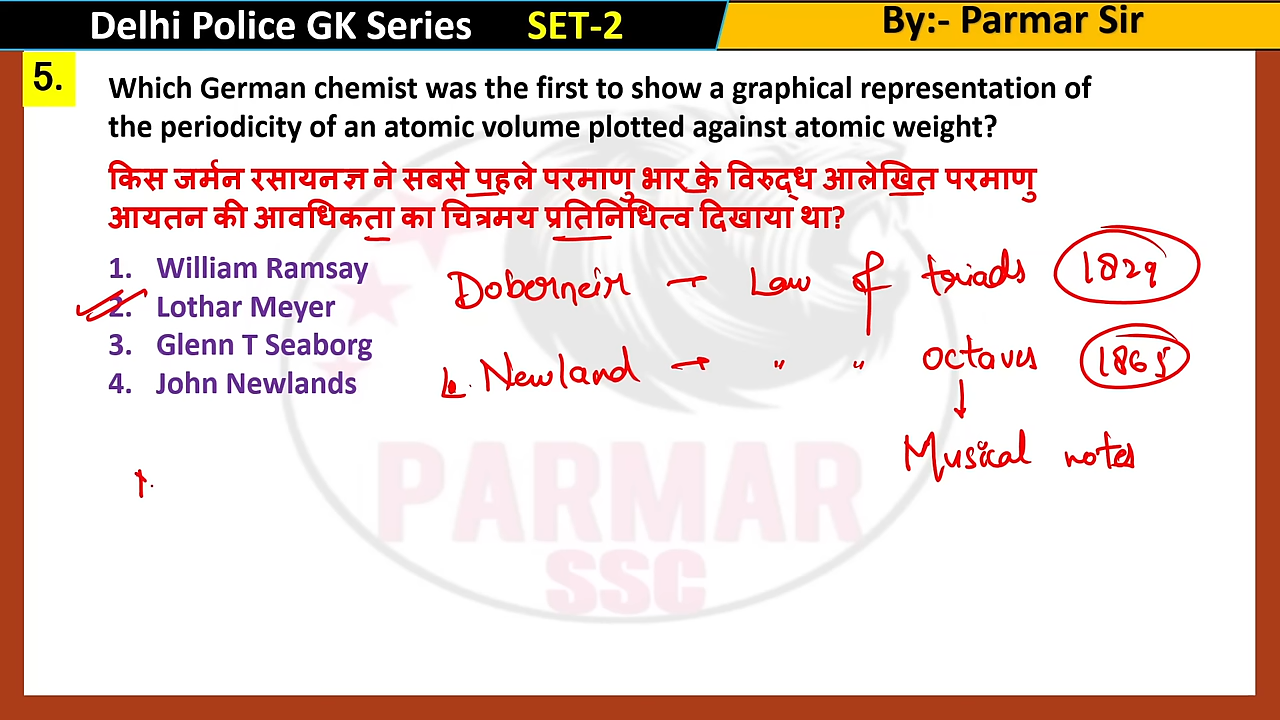 Delhi Police GK Series SET-2 By:- Parmar Sir
5. Which German chemist was the first to show a graphical representation of
the periodicity of an atomic volume plotted against atomic weight?
किस जर्मन रसायनज्ञ ने सबसे पहले परमाणु भार के विरुद्ध आलेखित परमाणु
आयतन की आवधिकता का चित्रमय प्रतिनिधित्व दिखाया था?
1. William Ramsay
2. Lothar Meyer
3. Glenn T Seaborg
4. John Newlands
Doberneir → Law of triads 1829
Newland → " " octaves 1865
↓
Musical notes
PARMAR
SSC